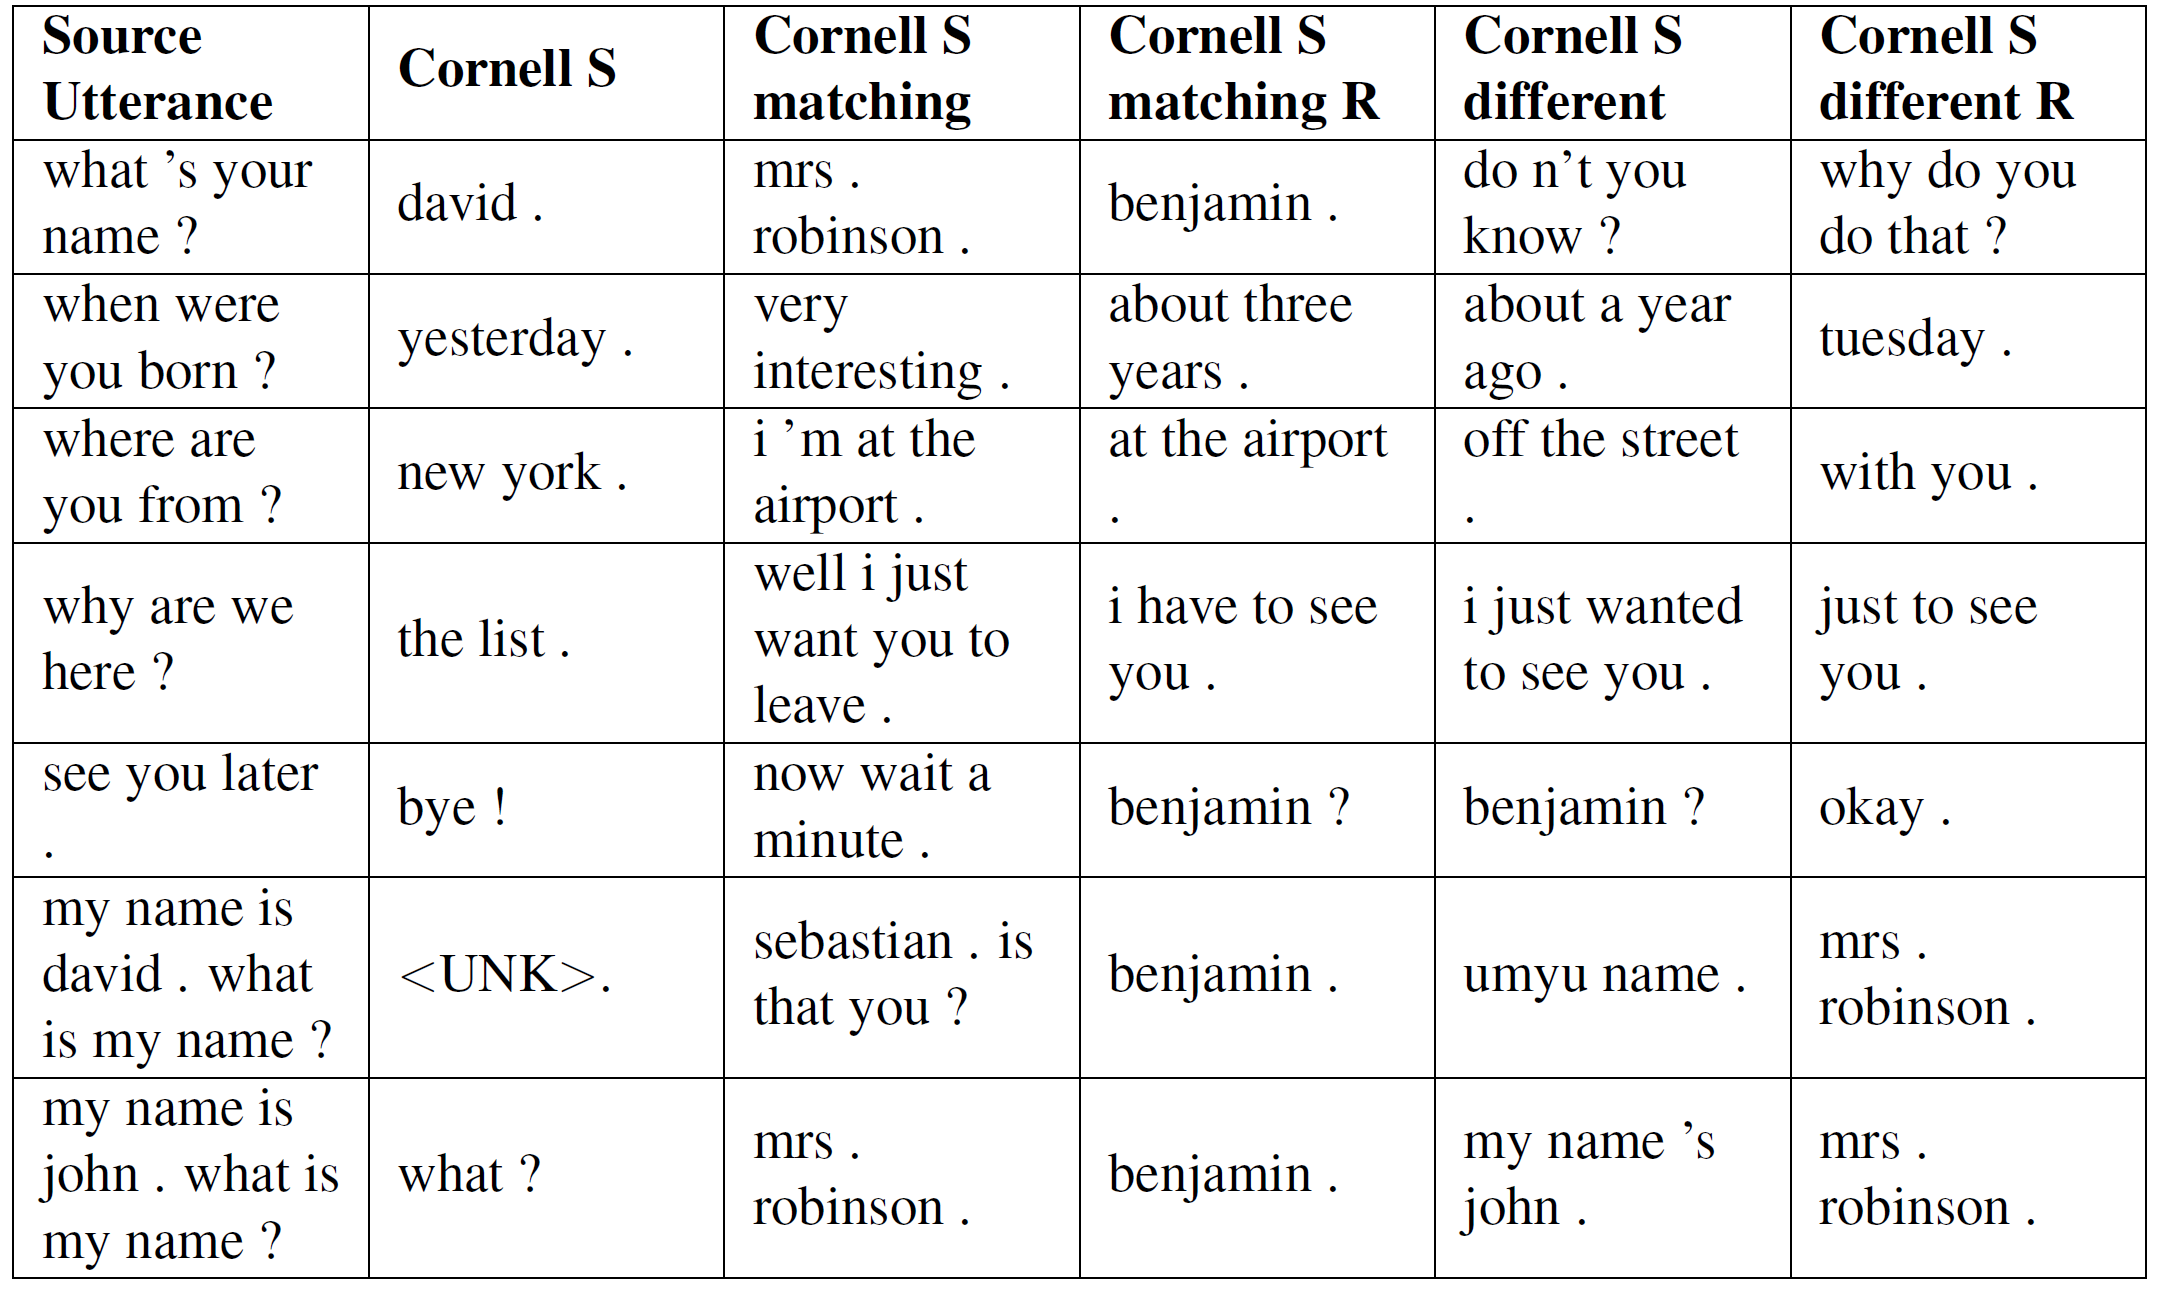 Source Utterance | Cornell S | Cornell S matching | Cornell S matching R | Cornell S different | Cornell S different R
what ’s your name ? | david . | mrs . robinson . | benjamin . | do n’t you know ? | why do you do that ?
when were you born ? | yesterday . | very interesting . | about three years . | about a year ago . | tuesday .
where are you from ? | new york . | i ’m at the airport . | at the airport . | off the street . | with you .
why are we here ? | the list . | well i just want you to leave . | i have to see you . | i just wanted to see you . | just to see you .
see you later . | bye ! | now wait a minute . | benjamin ? | benjamin ? | okay .
my name is david . what is my name ? | <UNK>. | sebastian . is that you ? | benjamin . | umyu name . | mrs . robinson .
my name is john . what is my name ? | what ? | mrs . robinson . | benjamin . | my name ’s john . | mrs . robinson .